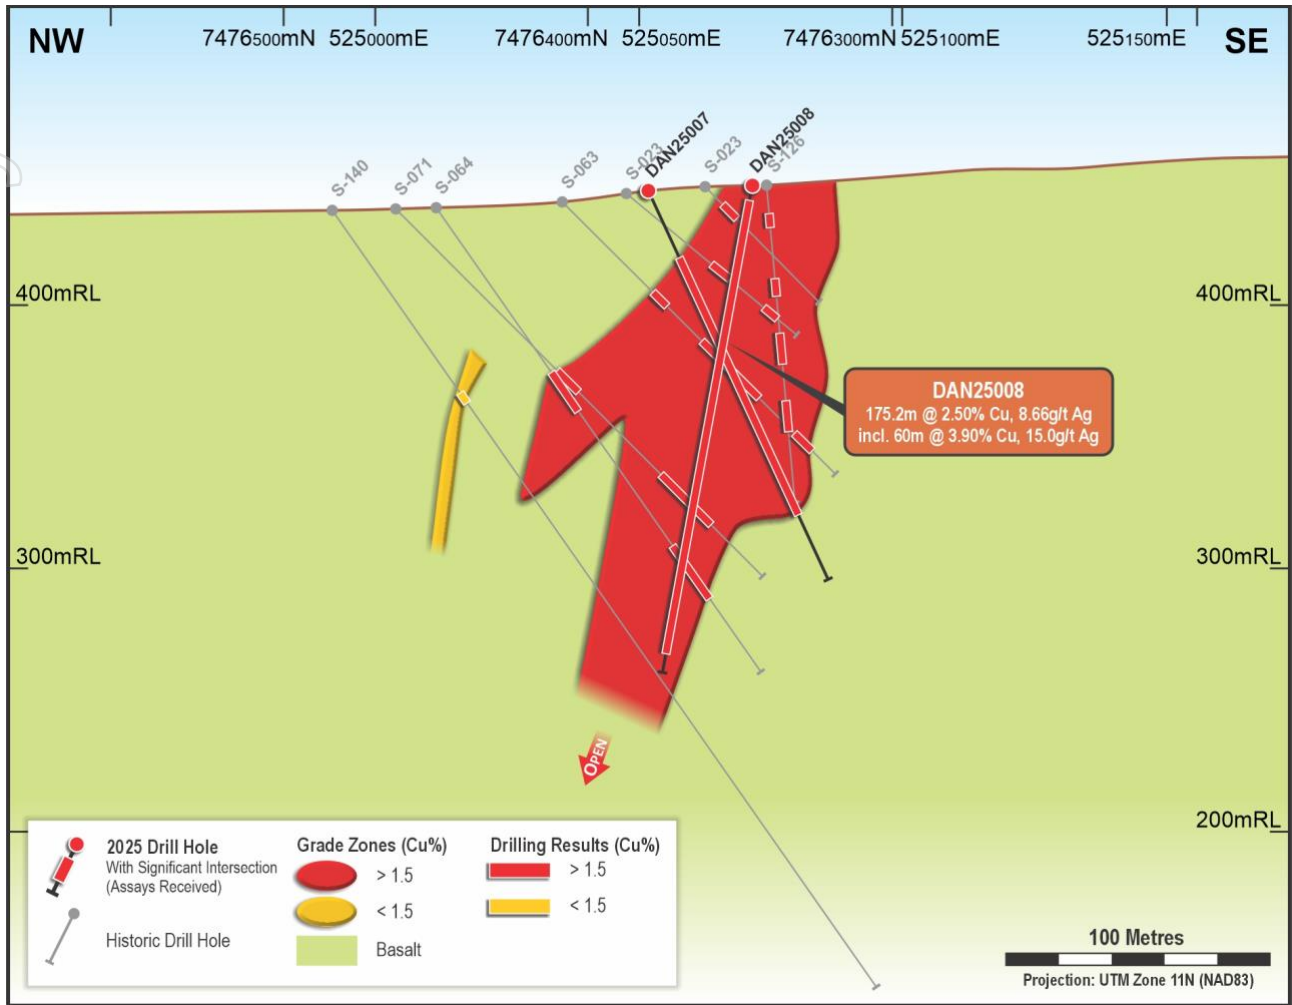 NW
7476500mN 525000mE
7476400mN 525050mE
7476300mN 525100mE
525150mE
SE
S-140
S-071
S-064
S-063
S-023
DAN25007
S-023
DAN25008
S-126
400mRL
400mRL
DAN25008
175.2m @ 2.50% Cu, 8.66g/t Ag
incl. 60m @ 3.90% Cu, 15.0g/t Ag
300mRL
300mRL
OPEN
200mRL
2025 Drill Hole
With Significant Intersection
(Assays Received)
Historic Drill Hole
Grade Zones (Cu%)
> 1.5
< 1.5
Basalt
Drilling Results (Cu%)
> 1.5
< 1.5
100 Metres
Projection: UTM Zone 11N (NAD83)